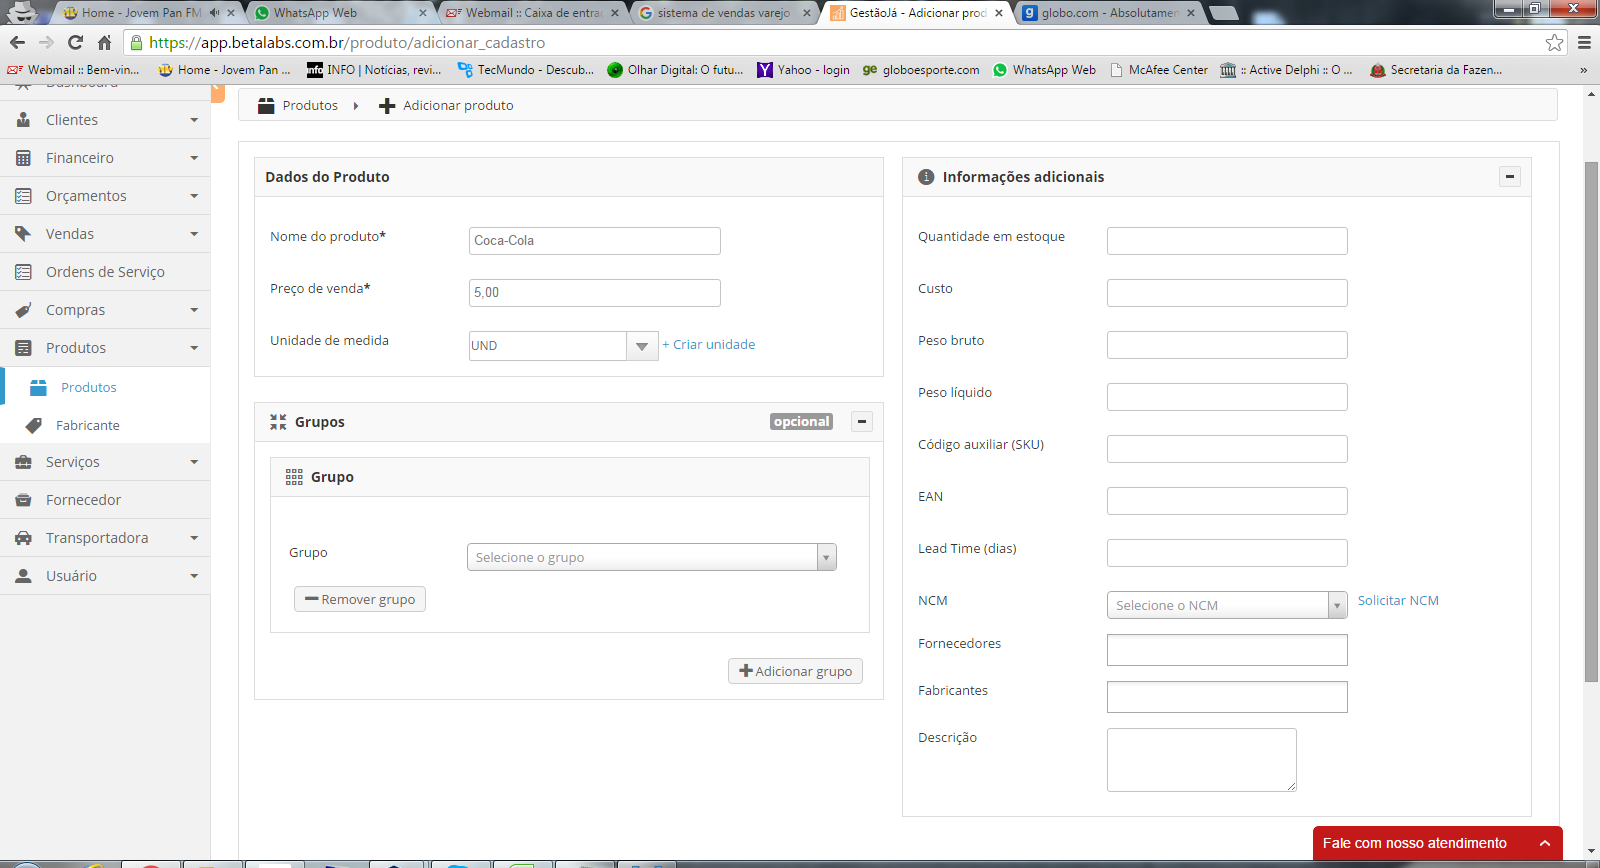 Home - Jovem Pan FM
WhatsApp Web
Webmail :: Caixa de entra
sistema de vendas varejo
GestãoJá - Adicionar prod
globo.com - Absolutamen
https://app.betalabs.com.br/produto/adicionar_cadastro
Webmail :: Bem-vin...
Home - Jovem Pan ...
info INFO | Notícias, revi...
TecMundo - Descub...
Olhar Digital: O futu...
Yahoo - login
ge globoesporte.com
WhatsApp Web
McAfee Center
:: Active Delphi :: O ...
Secretaria da Fazen...
»
Dashboard
Clientes
Financeiro
Orçamentos
Vendas
Ordens de Serviço
Compras
Produtos
Produtos
Fabricante
Serviços
Fornecedor
Transportadora
Usuário
Produtos
Adicionar produto
Dados do Produto
Nome do produto*
Coca-Cola
Preço de venda*
5,00
Unidade de medida
UND
+ Criar unidade
Grupos
opcional
Grupo
Grupo
Selecione o grupo
Remover grupo
Adicionar grupo
Informações adicionais
Quantidade em estoque
Custo
Peso bruto
Peso líquido
Código auxiliar (SKU)
EAN
Lead Time (dias)
NCM
Selecione o NCM
Solicitar NCM
Fornecedores
Fabricantes
Descrição
Fale com nosso atendimento